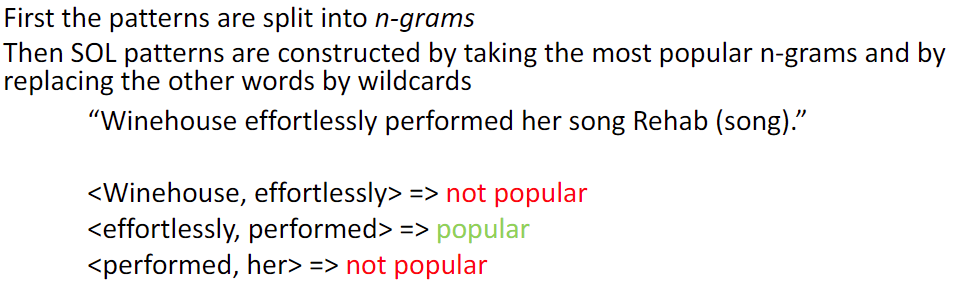 First the patterns are split into n-grams
Then SOL patterns are constructed by taking the most popular n-grams and by
replacing the other words by wildcards
“Winehouse effortlessly performed her song Rehab (song).”
<Winehouse, effortlessly> => not popular
<effortlessly, performed> => popular
<performed, her> => not popular